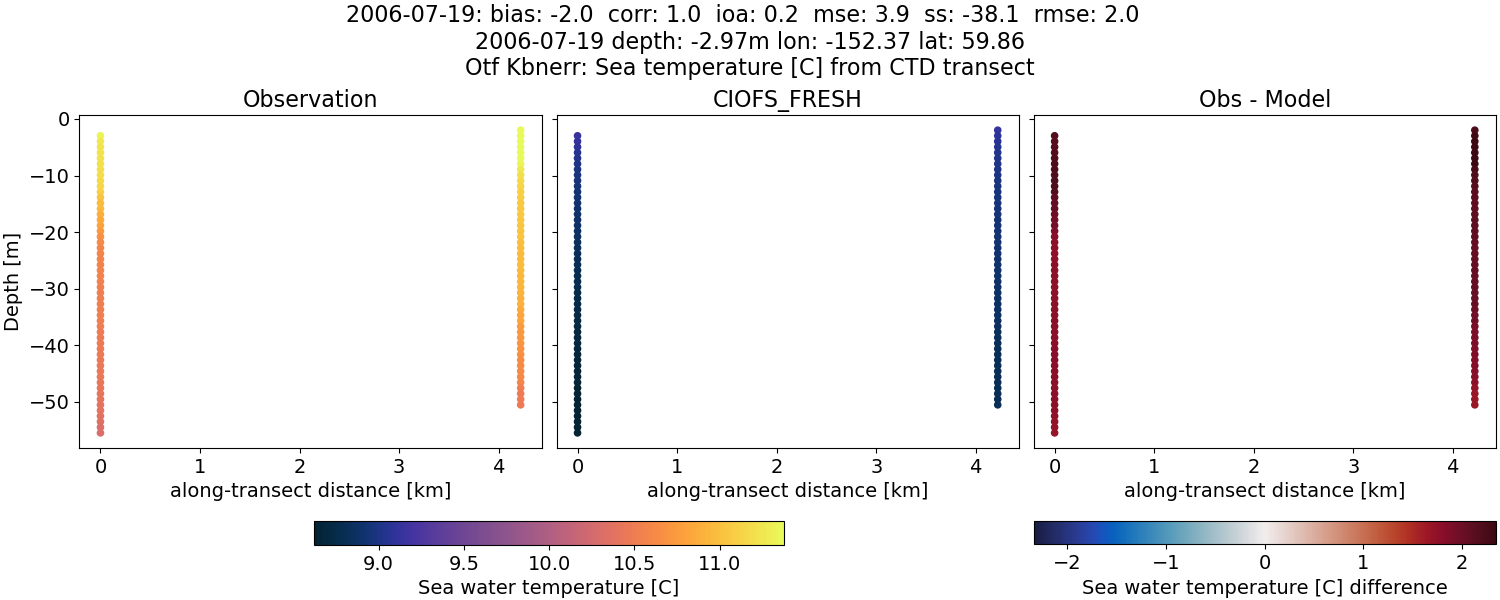 2006-07-19: bias: -2.0  corr: 1.0  ioa: 0.2  mse: 3.9  ss: -38.1  rmse: 2.0
2006-07-19 depth: -2.97m lon: -152.37 lat: 59.86
Otf Kbnerr: Sea temperature [C] from CTD transect
Observation
CIOFS_FRESH
Obs - Model
Depth [m]
0
−10
−20
−30
−40
−50
0 1 2 3 4
0 1 2 3 4
0 1 2 3 4
along-transect distance [km]
along-transect distance [km]
along-transect distance [km]
9.0 9.5 10.0 10.5 11.0
Sea water temperature [C]
−2 −1 0 1 2
Sea water temperature [C] difference